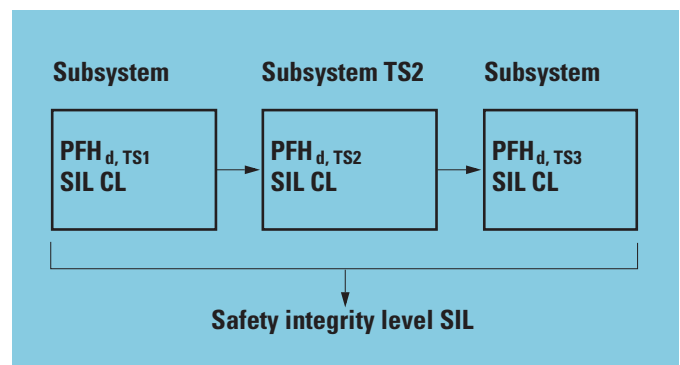 Subsystem
Subsystem TS2
Subsystem
PFHd, TS1
SIL CL
PFHd, TS2
SIL CL
PFHd, TS3
SIL CL
Safety integrity level SIL